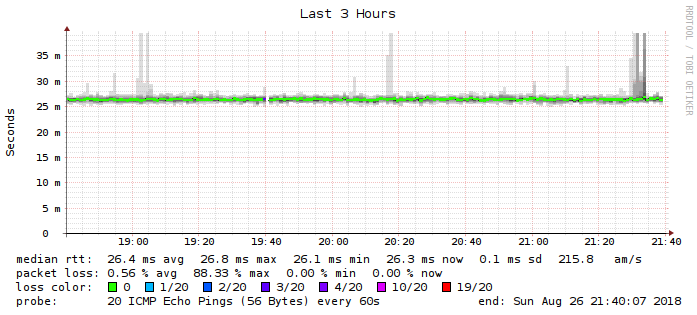 Last 3 Hours
RRDTOOL / TOBI OETIKER
Seconds
35 m
30 m
25 m
20 m
15 m
10 m
5 m
0
19:00 19:20 19:40 20:00 20:20 20:40 21:00 21:20 21:40
median rtt: 26.4 ms avg 26.8 ms max 26.1 ms min 26.3 ms now 0.1 ms sd 215.8 am/s
packet loss: 0.56 % avg 88.33 % max 0.00 % min 0.00 % now
loss color: 0 1/20 2/20 3/20 4/20 10/20 19/20
probe: 20 ICMP Echo Pings (56 Bytes) every 60s end: Sun Aug 26 21:40:07 2018